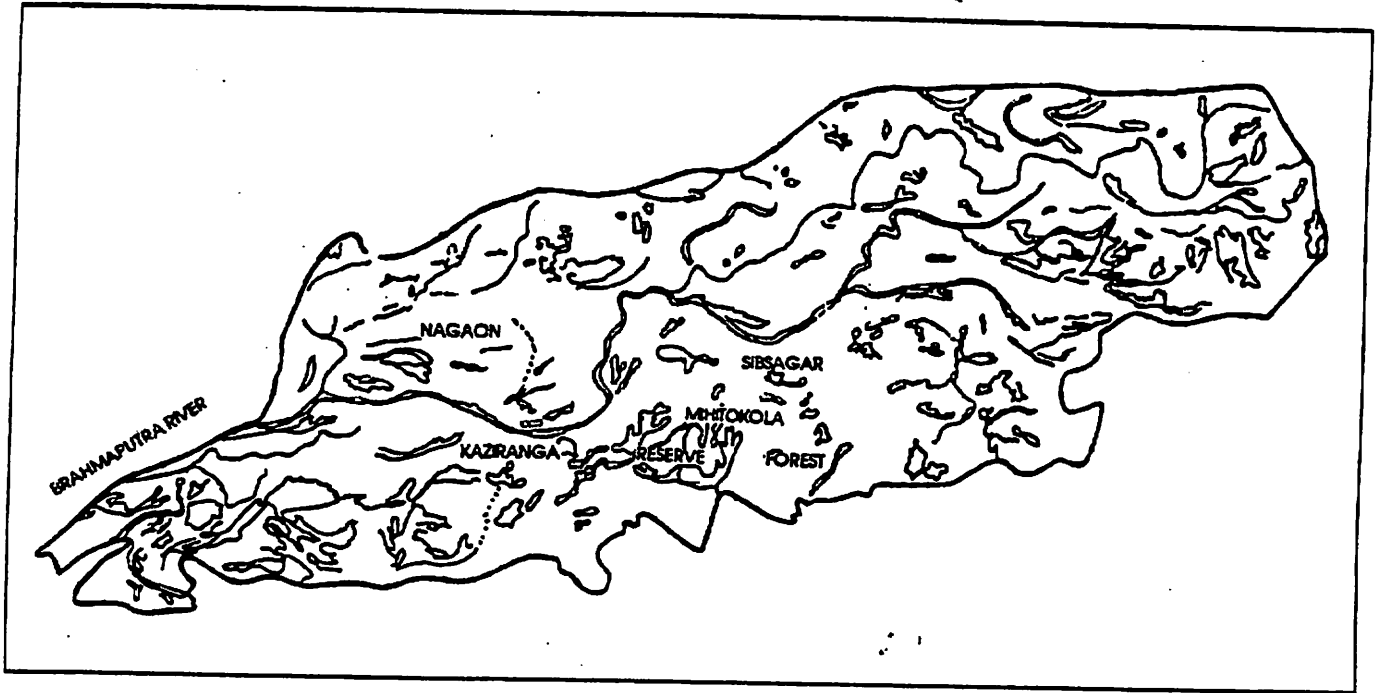 NAGAON
SIBSAGAR
BRAHMAPUTRA RIVER
MIHITOKOLA
KAZIRANGA RESERVE FOREST